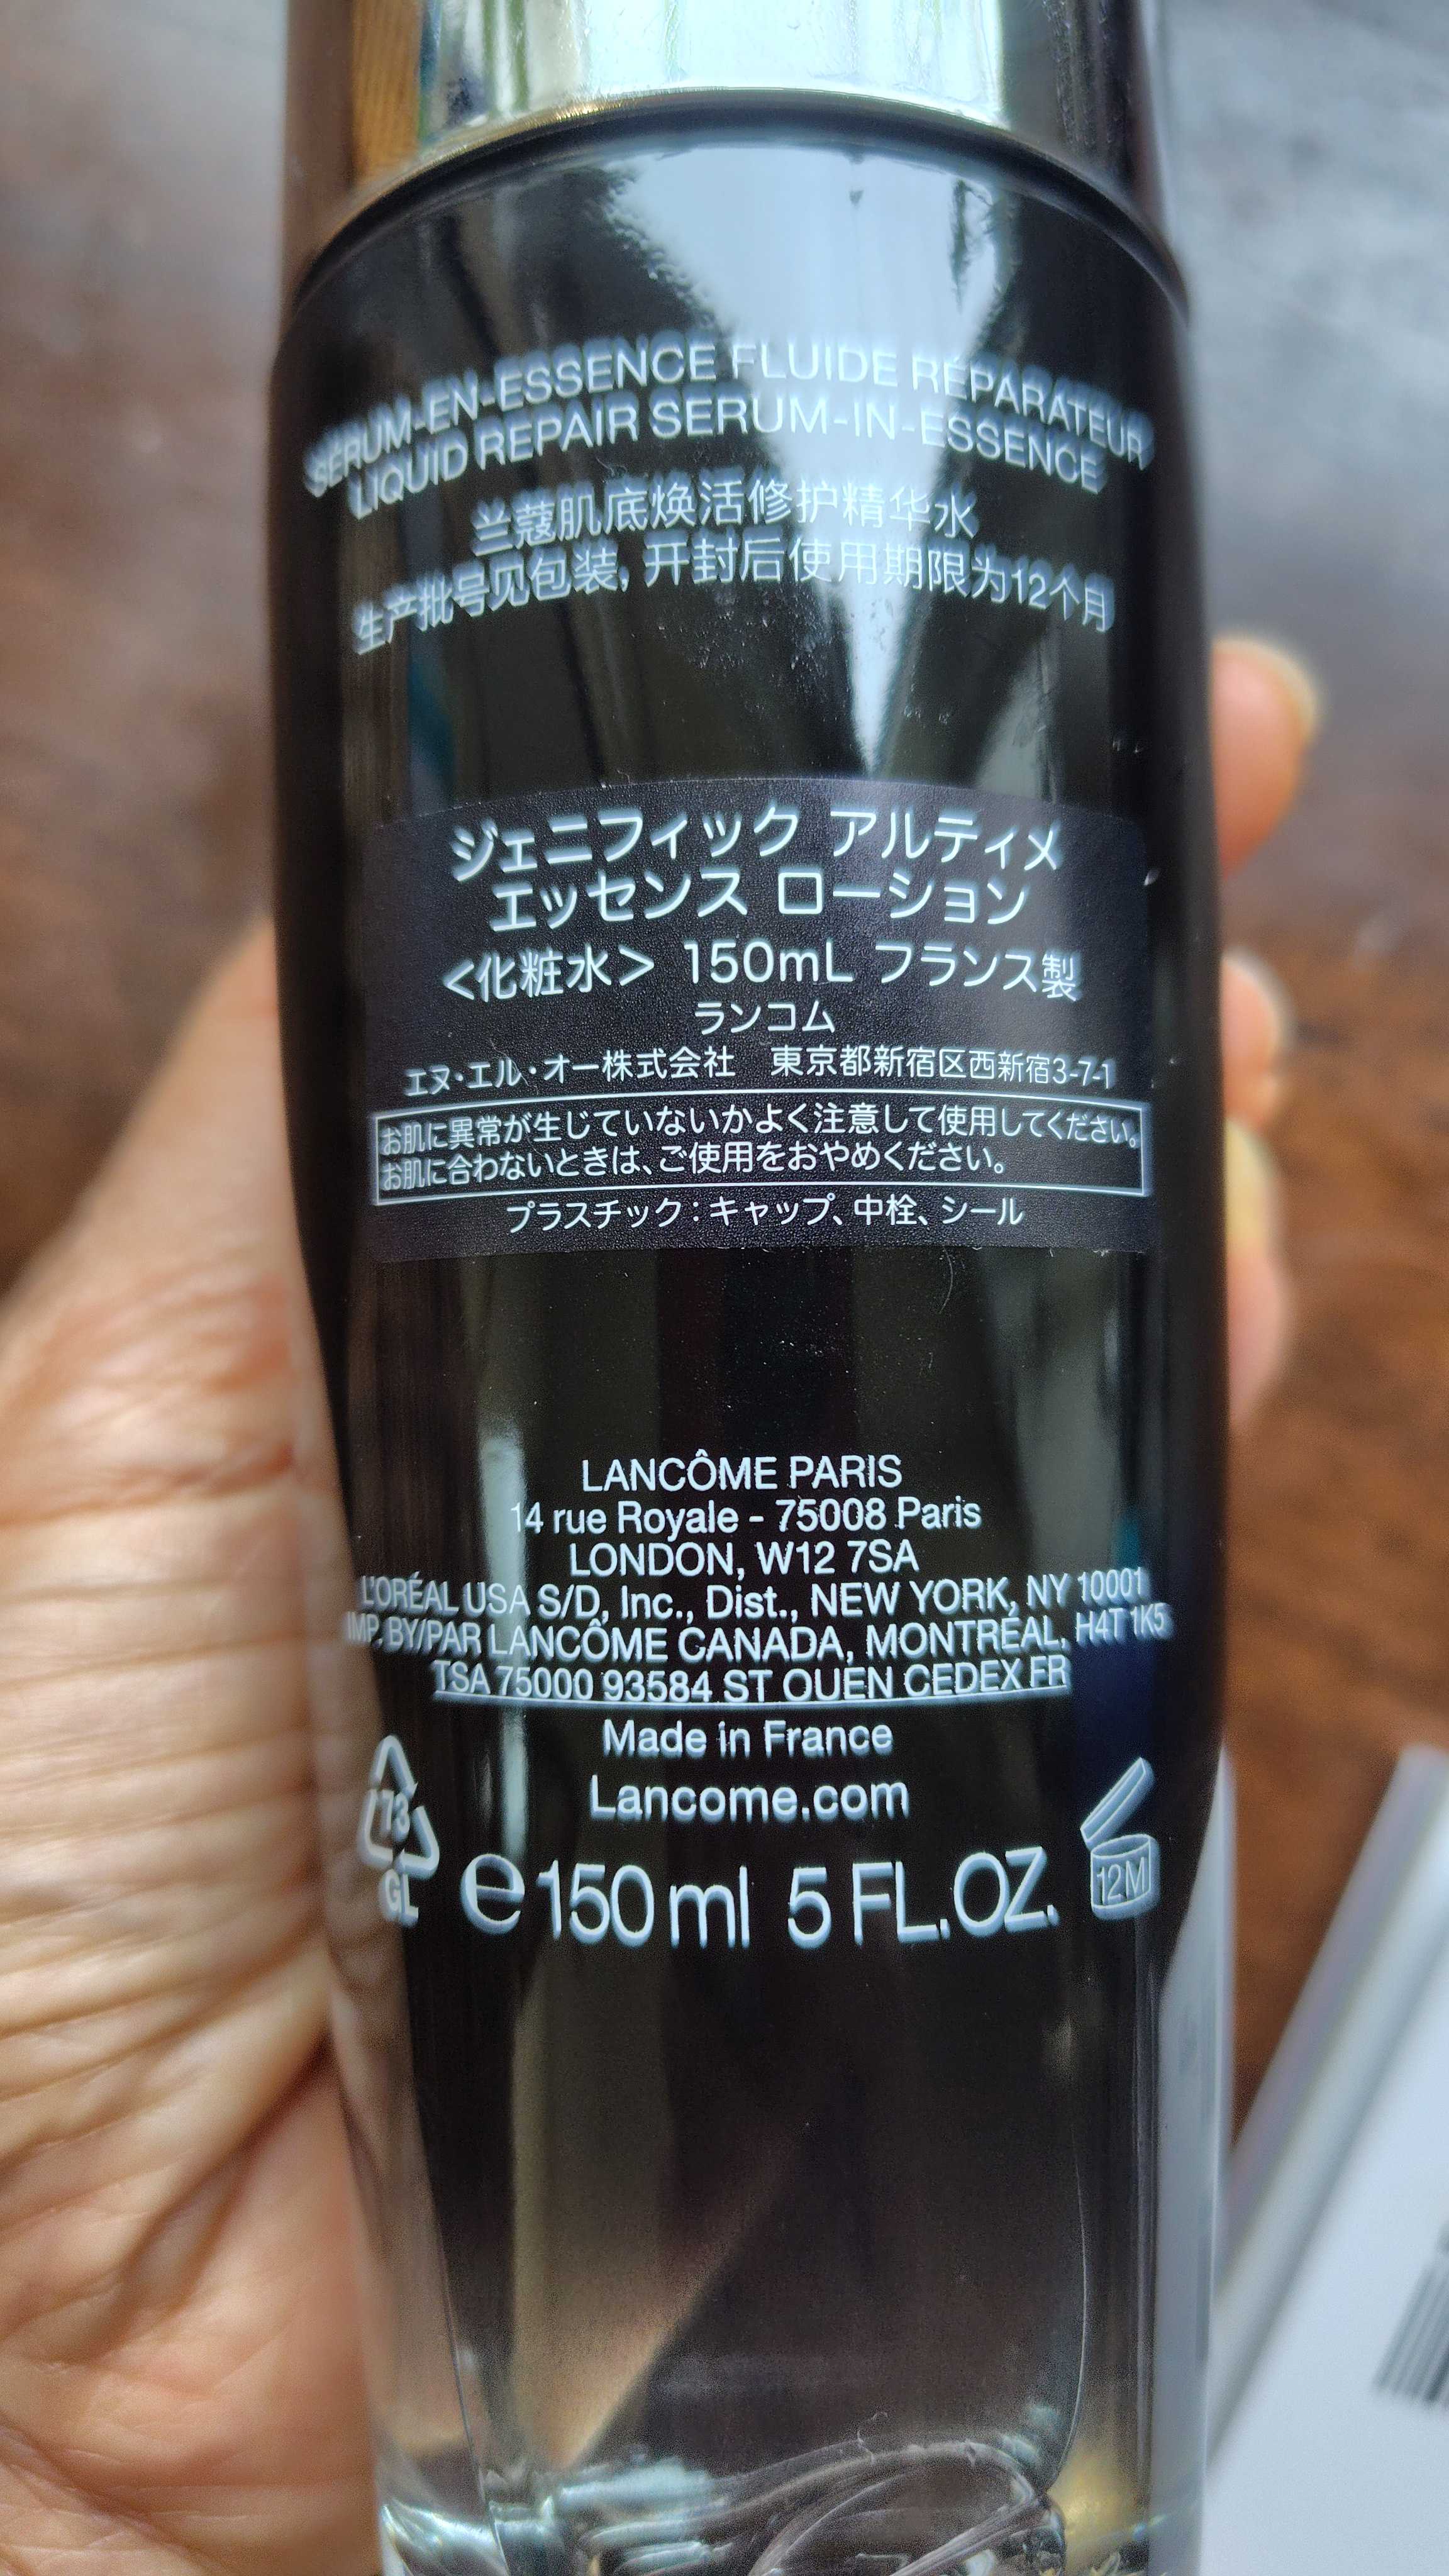 SÉRUM-EN-ESSENCE FLUIDE RÉPARATEUR
LIQUID REPAIR SERUM-IN-ESSENCE
兰蔻肌底焕活修护精华水
生产批号见包装, 开封后使用期限为12个月
ジェニフィック アルティメ
エッセンス ローション
<化粧水> 150mL フランス製
ランコム
エヌ・エル・オー株式会社 東京都新宿区西新宿3-7-1
お肌に異常が生じていないかよく注意して使用してください。
お肌に合わないときは、ご使用をおやめください。
プラスチック：キャップ、中栓、シール
LANCÔME PARIS
14 rue Royale - 75008 Paris
LONDON, W12 7SA
L'ORÉAL USA S/D, Inc., Dist., NEW YORK, NY 10001
IMP. BY/PAR LANCÔME CANADA, MONTRÉAL, H4T 1K5
TSA 75000 93584 ST OUEN CEDEX FR
Made in France
Lancome.com
73
GL
e 150 ml 5 FL.OZ.
12M